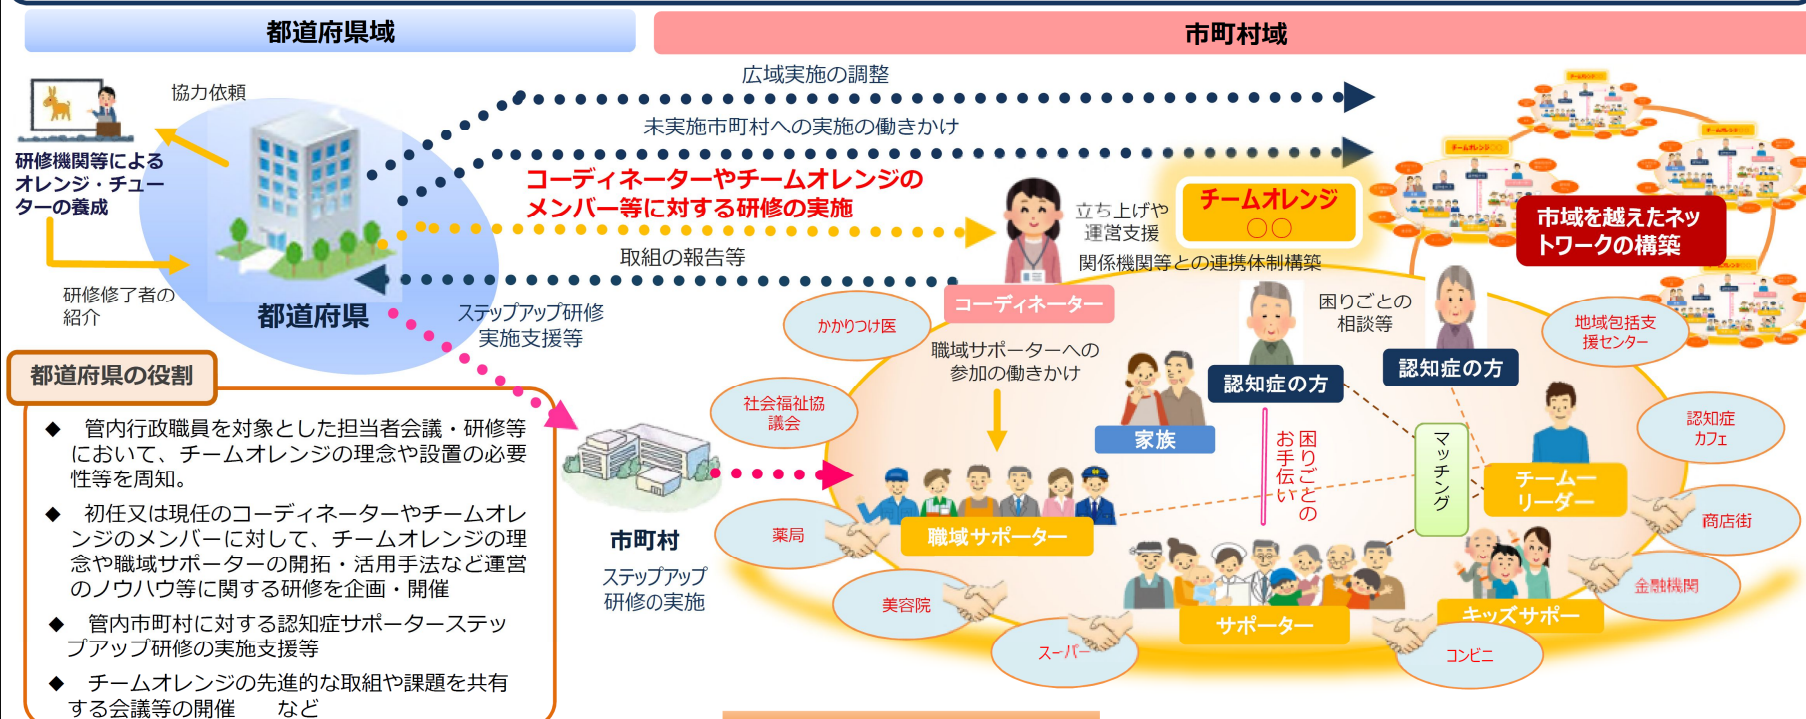 都道府県域
市町村域
協力依頼
研修機関等による
オレンジ・チュー
ターの養成
研修修了者の
紹介
都道府県
広域実施の調整
未実施市町村への実施の働きかけ
コーディネーターやチームオレンジの
メンバー等に対する研修の実施
取組の報告等
ステップアップ研修
実施支援等
立ち上げや
運営支援
チームオレンジ
〇〇
関係機関等との連携体制構築
コーディネーター
職域サポーターへの
参加の働きかけ
市域を越えたネッ
トワークの構築
困りごとの
相談等
認知症の方
認知症の方
家族
困りごとの
お手伝い
マッチング
チームー
リーダー
職域サポーター
サポーター
キッズサポー
かかりつけ医
社会福祉協
議会
薬局
美容院
スーパー
コンビニ
金融機関
商店街
認知症
カフェ
地域包括支
援センター
市町村
ステップアップ
研修の実施
都道府県の役割
◆ 管内行政職員を対象とした担当者会議・研修等
において、チームオレンジの理念や設置の必要
性等を周知。
◆ 初任又は現任のコーディネーターやチームオレ
ンジのメンバーに対して、チームオレンジの理
念や職域サポーターの開拓・活用手法など運営
のノウハウ等に関する研修を企画・開催
◆ 管内市町村に対する認知症サポーターステッ
プアップ研修の実施支援等
◆ チームオレンジの先進的な取組や課題を共有
する会議等の開催 など